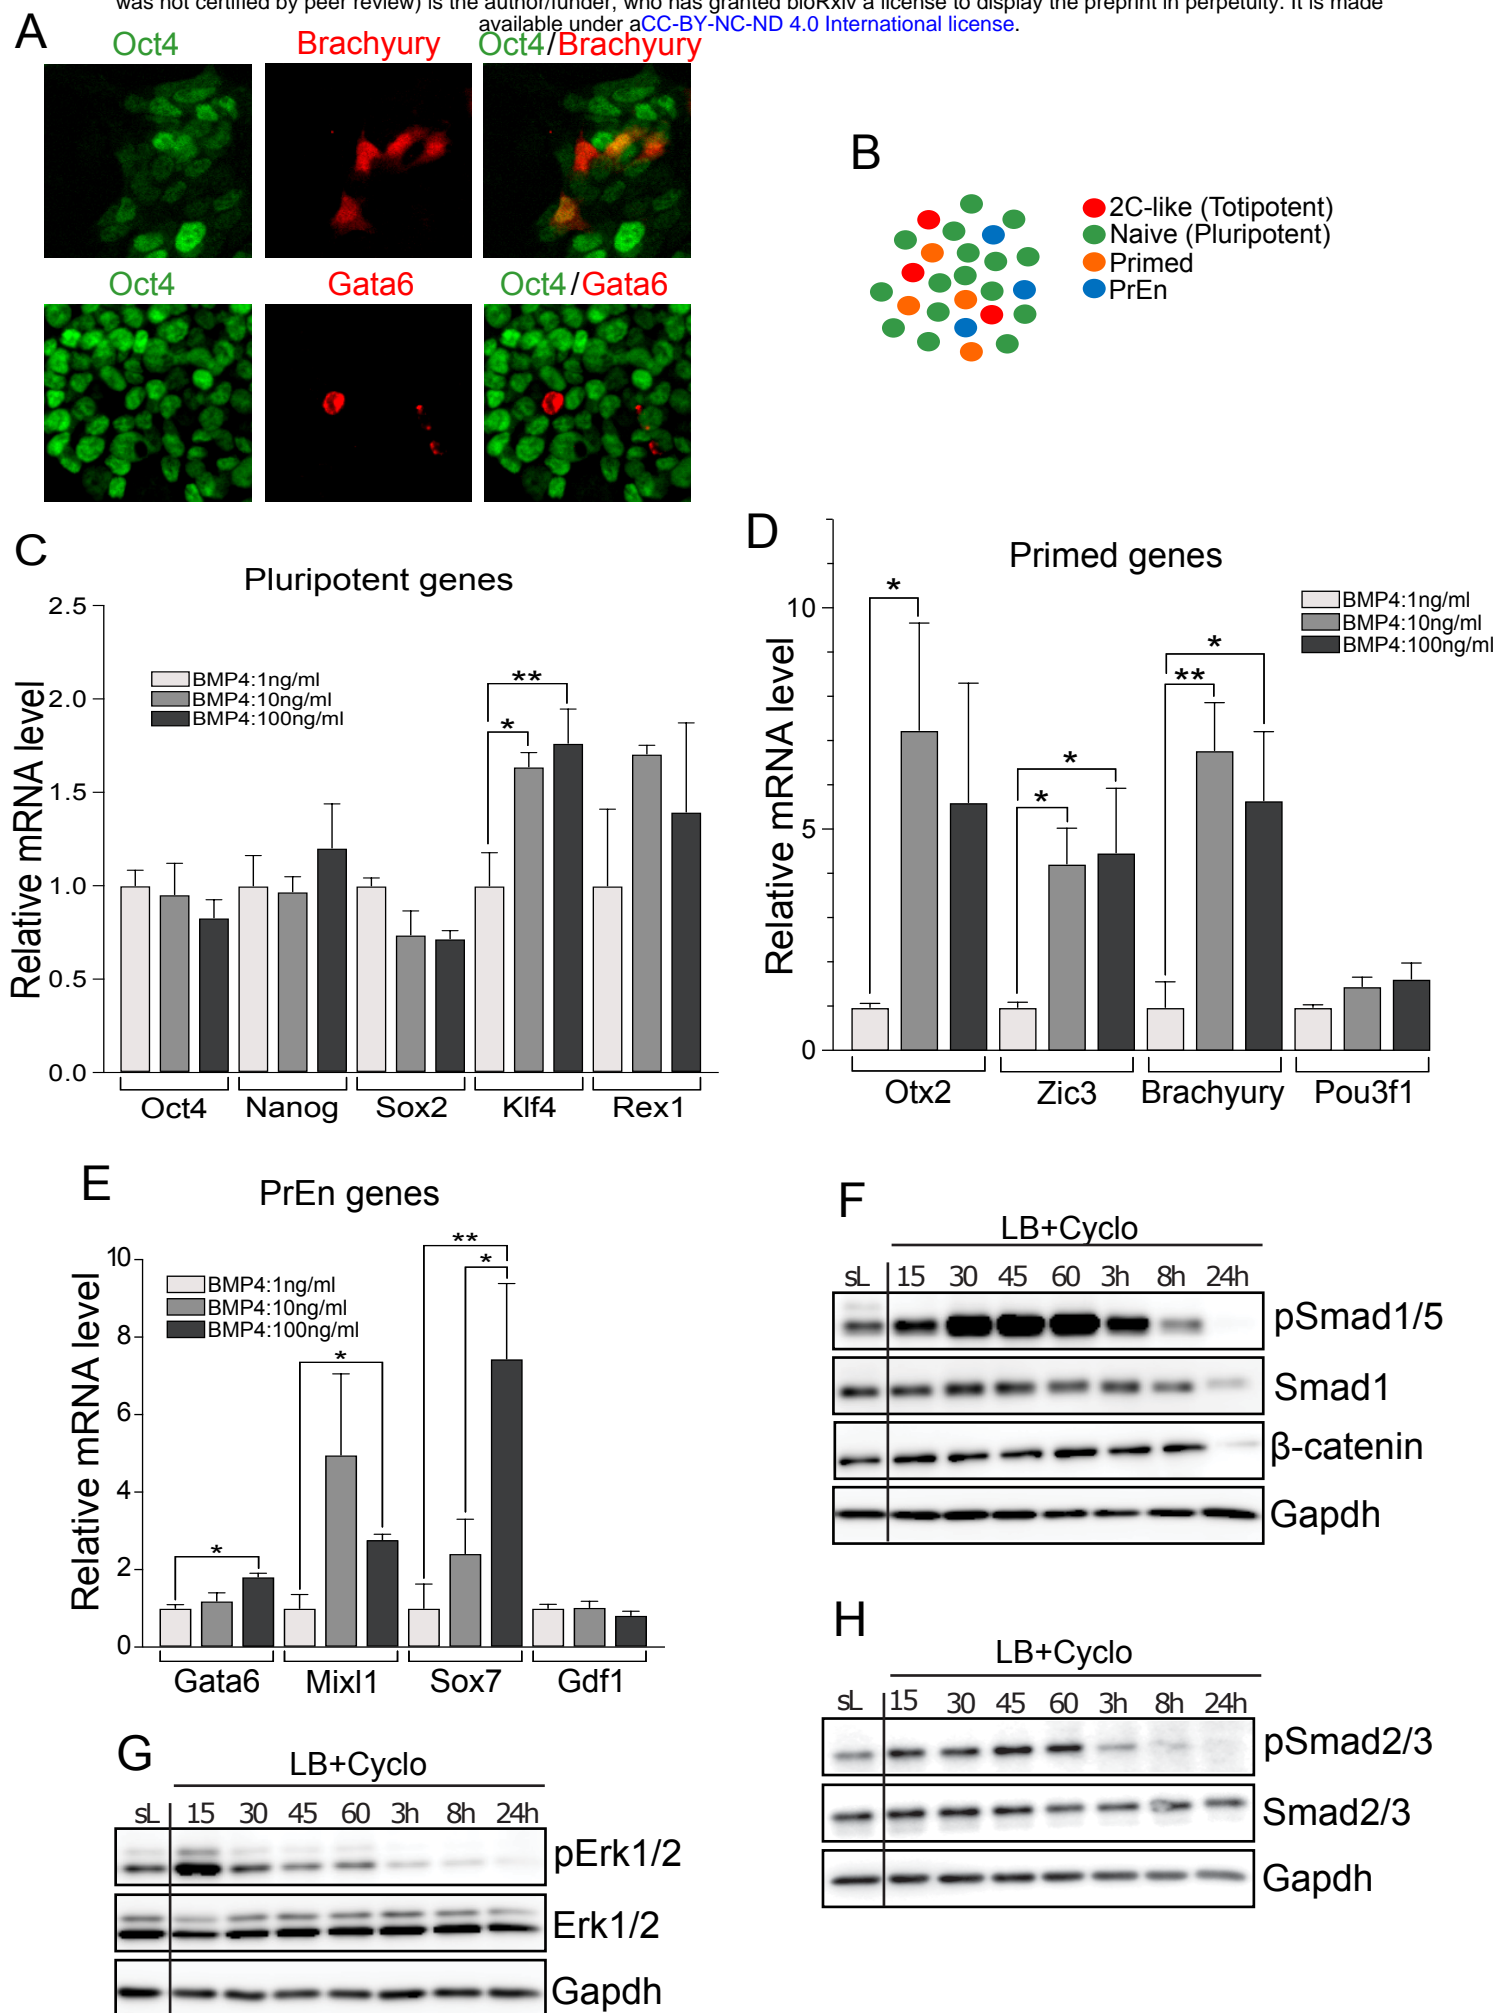 was not certified by peer review) is the author/funder, who has granted bioRxiv a license to display the preprint in perpetuity. It is made
available under aCC-BY-NC-ND 4.0 International license.
A
Oct4 Brachyury Oct4/Brachyury
Oct4 Gata6 Oct4/Gata6
B
2C-like (Totipotent)
Naive (Pluripotent)
Primed
PrEn
C
Pluripotent genes
Relative mRNA level
2.5
2.0
1.5
1.0
0.5
0.0
BMP4:1ng/ml
BMP4:10ng/ml
BMP4:100ng/ml
* **
Oct4 Nanog Sox2 Klf4 Rex1
D
Primed genes
Relative mRNA level
10
5
0
BMP4:1ng/ml
BMP4:10ng/ml
BMP4:100ng/ml
* * * ** *
Otx2 Zic3 Brachyury Pou3f1
E
PrEn genes
Relative mRNA level
10
8
6
4
2
0
BMP4:1ng/ml
BMP4:10ng/ml
BMP4:100ng/ml
* * ** *
Gata6 Mixl1 Sox7 Gdf1
F
LB+Cyclo
sL 15 30 45 60 3h 8h 24h
pSmad1/5
Smad1
β-catenin
Gapdh
G
LB+Cyclo
sL 15 30 45 60 3h 8h 24h
pErk1/2
Erk1/2
Gapdh
H
LB+Cyclo
sL 15 30 45 60 3h 8h 24h
pSmad2/3
Smad2/3
Gapdh